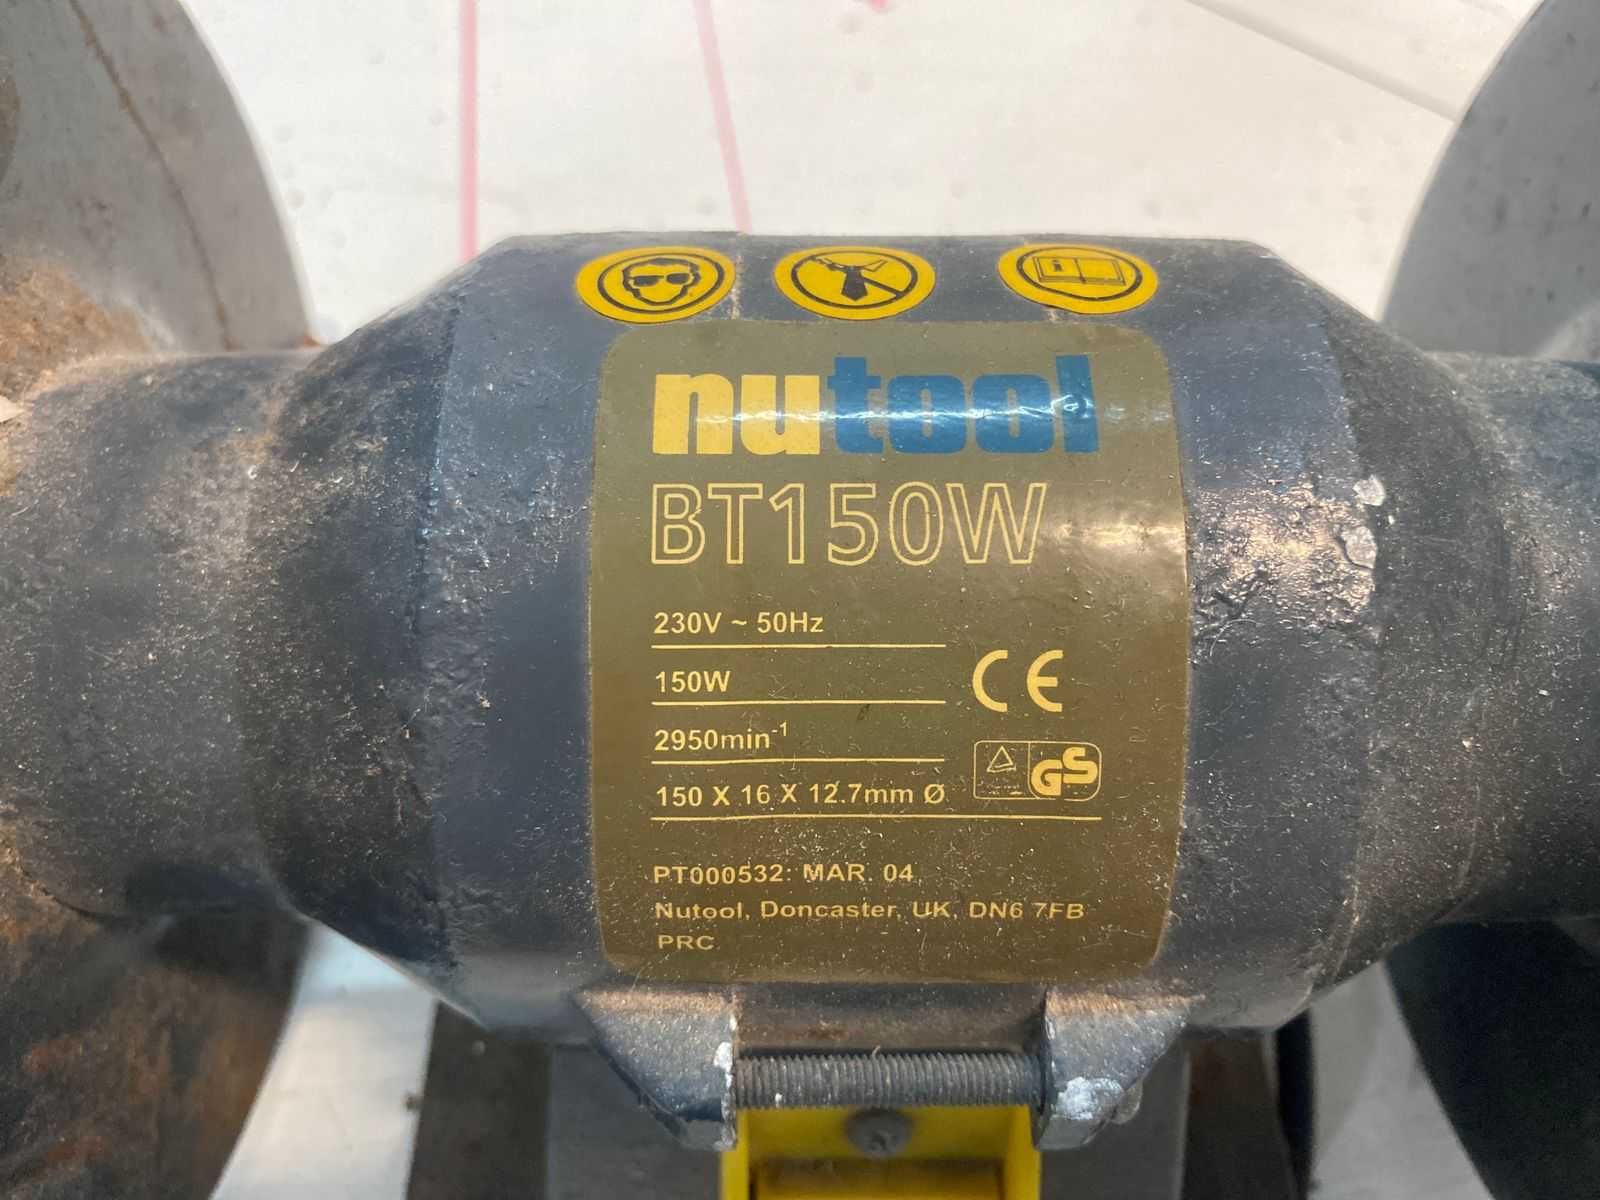 nutool
BT150W
230V ~ 50Hz
150W
2950min⁻¹
150 X 16 X 12.7mm Ø
CE
GS
PT000532: MAR. 04
Nutool, Doncaster, UK, DN6 7FB
PRC